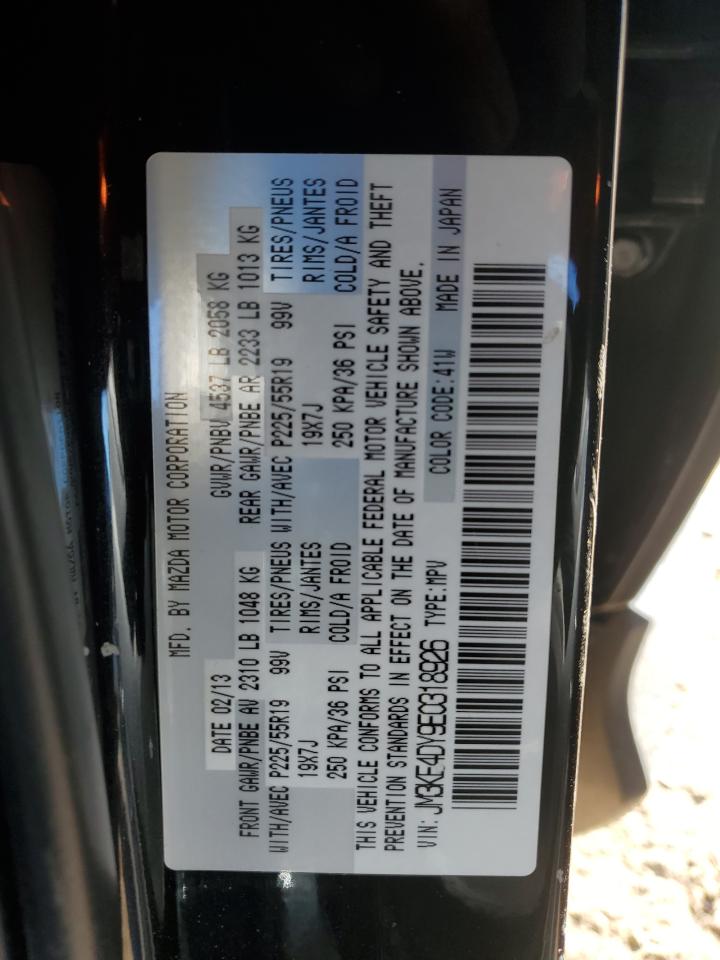 MFD. BY MAZDA MOTOR CORPORATION
DATE 02/13 GVWR/PNBV 4537 LB 2058 KG
FRONT GAWR/PNBE AV 2310 LB 1048 KG REAR GAWR/PNBE AR 2233 LB 1013 KG
WITH/AVEC P225/55R19 99V TIRES/PNEUS WITH/AVEC P225/55R19 99V TIRES/PNEUS
19X7J RIMS/JANTES 19X7J RIMS/JANTES
250 KPA/36 PSI COLD/A FROID 250 KPA/36 PSI COLD/A FROID
THIS VEHICLE CONFORMS TO ALL APPLICABLE FEDERAL MOTOR VEHICLE SAFETY AND THEFT
PREVENTION STANDARDS IN EFFECT ON THE DATE OF MANUFACTURE SHOWN ABOVE.
VIN: JM3KE4DY9E0318926 TYPE:MPV COLOR CODE:41W MADE IN JAPAN